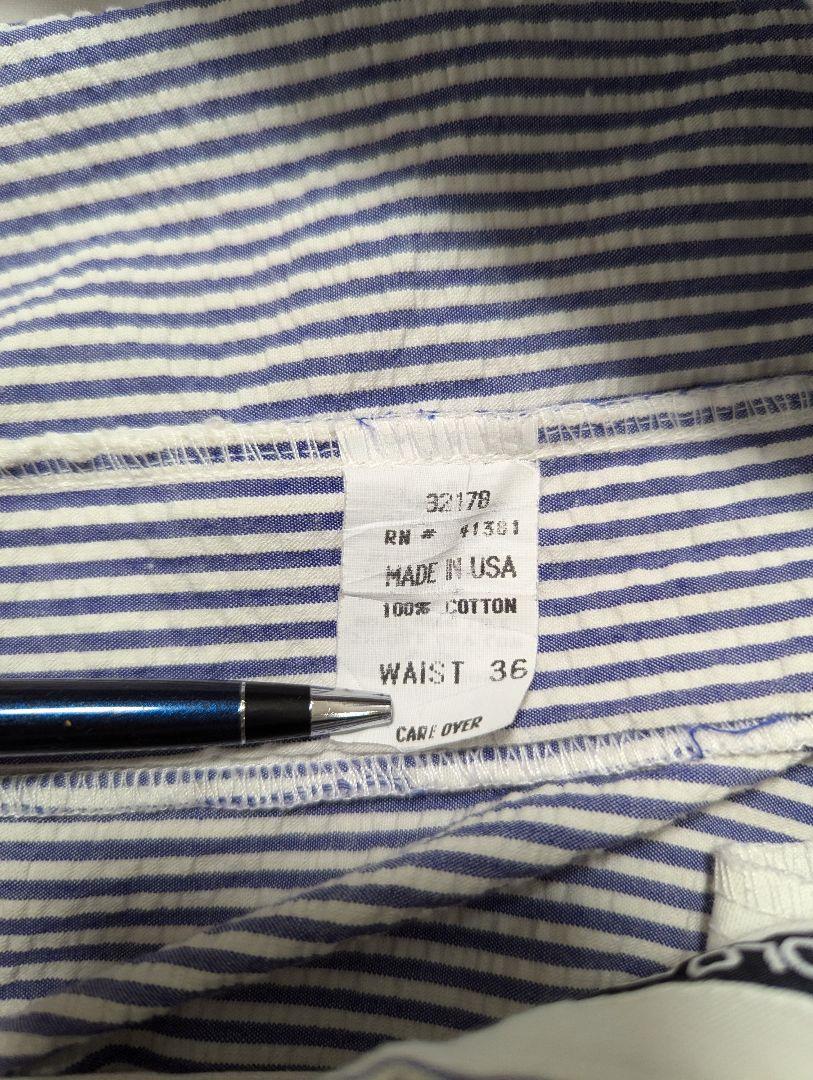 32178
RN # 41381
MADE IN USA
100% COTTON
WAIST 36
CARE OVER